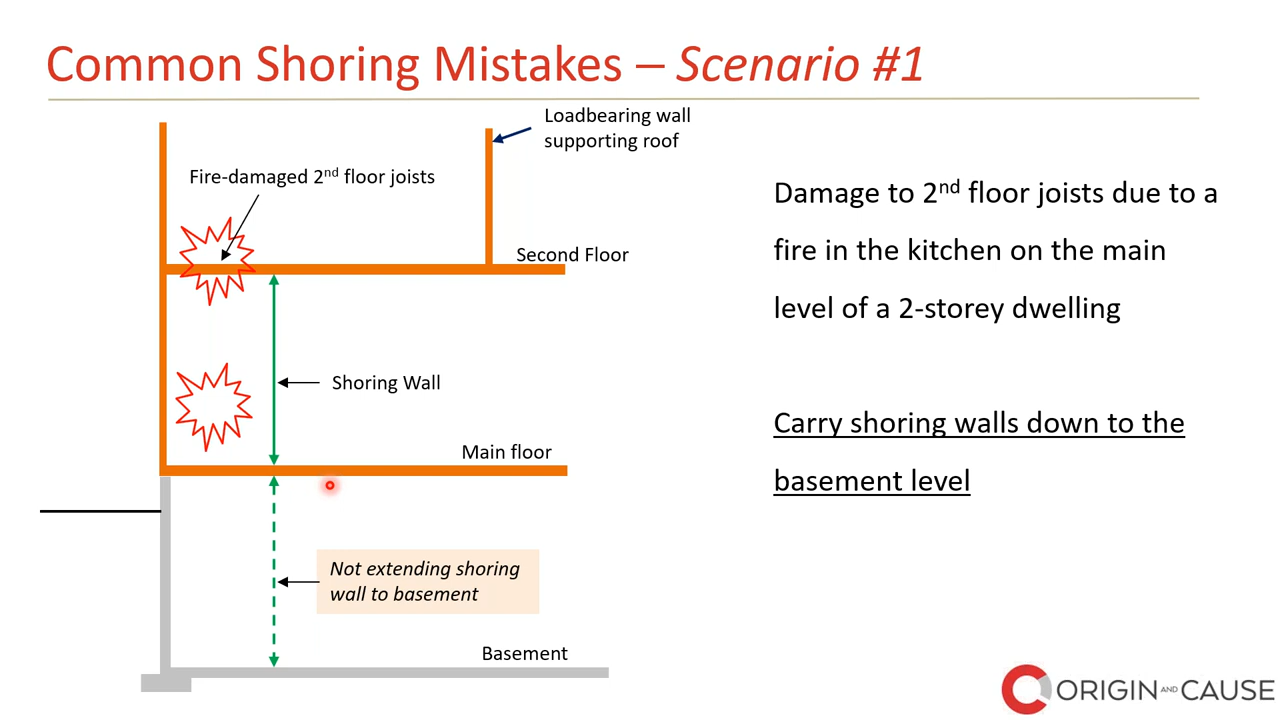 Common Shoring Mistakes – Scenario #1
Loadbearing wall
supporting roof
Fire-damaged 2nd floor joists
Second Floor
Shoring Wall
Main floor
Not extending shoring
wall to basement
Basement
Damage to 2nd floor joists due to a
fire in the kitchen on the main
level of a 2-storey dwelling
Carry shoring walls down to the
basement level
ORIGIN AND CAUSE